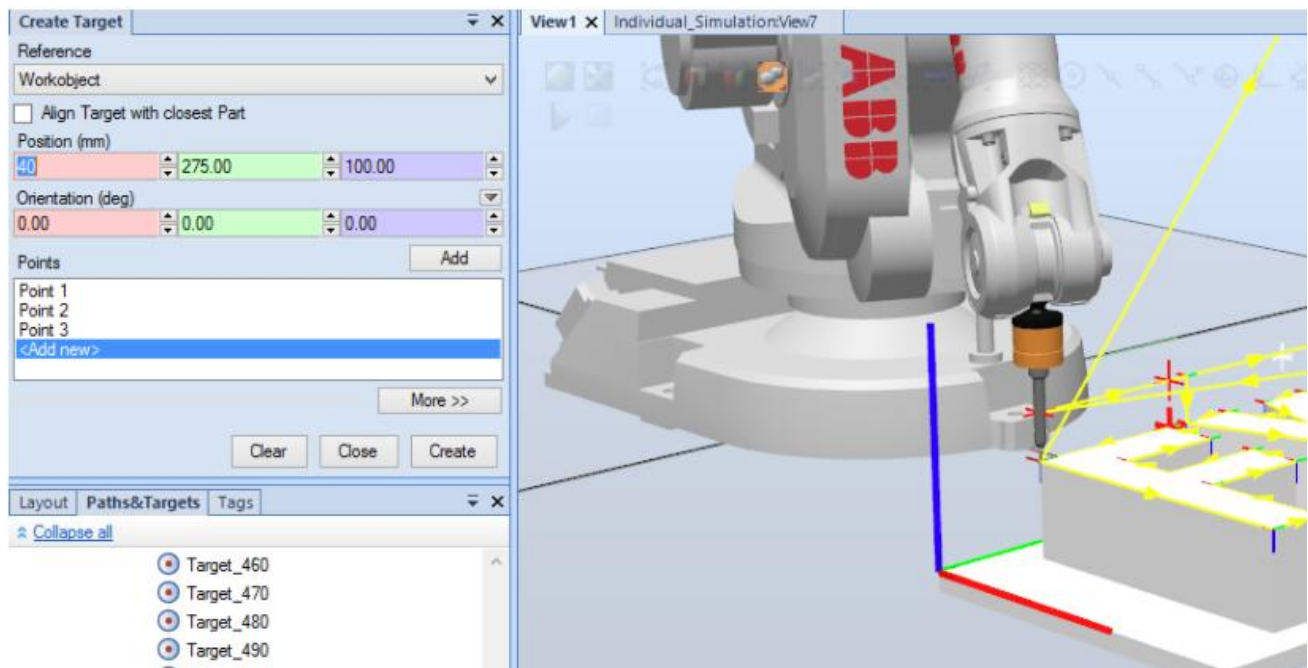 Create Target
Reference
Workobject
Align Target with closest Part
Position (mm)
40 275.00 100.00
Orientation (deg)
0.00 0.00 0.00
Points Add
Point 1
Point 2
Point 3
<Add new>
More >>
Clear Close Create
Layout Paths&Targets Tags
Collapse all
Target_460
Target_470
Target_480
Target_490
View1 Individual_Simulation:View7
ABB